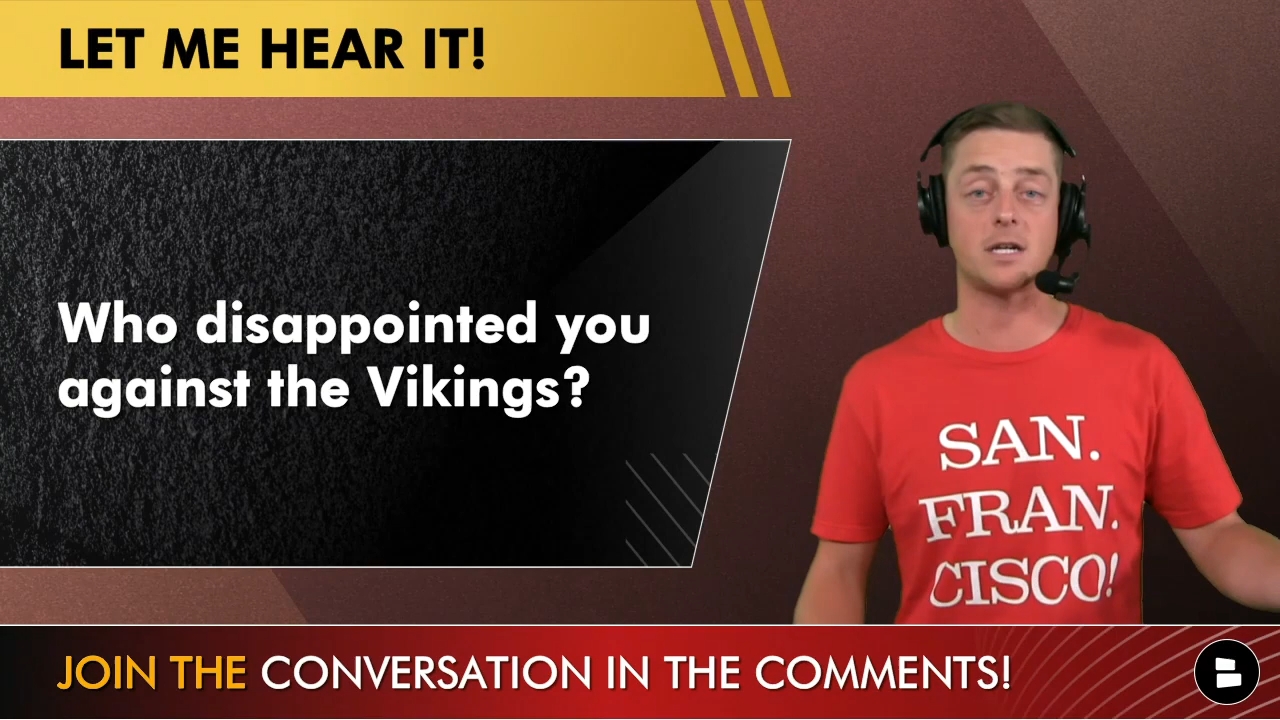 LET ME HEAR IT!
Who disappointed you
against the Vikings?
SAN.
FRAN.
CISCO!
JOIN THE CONVERSATION IN THE COMMENTS!